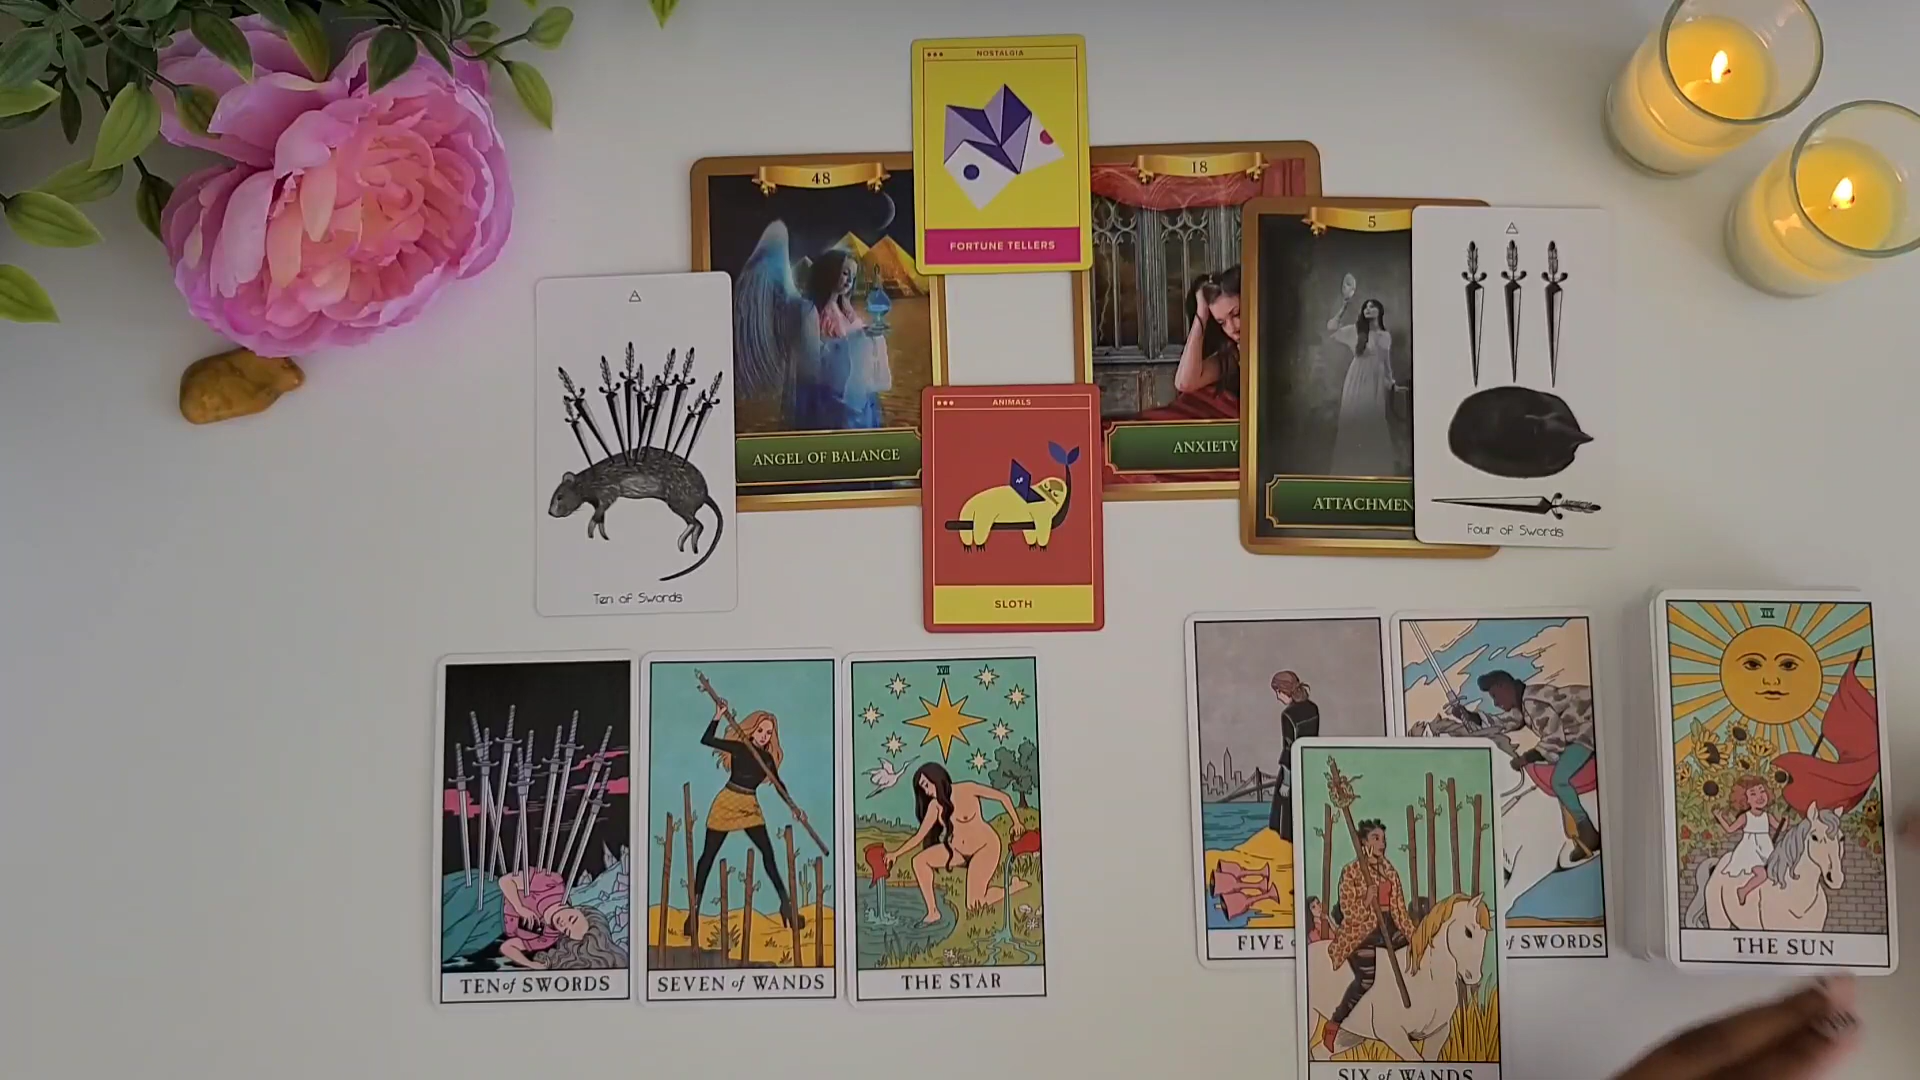 NOSTALGIA
FORTUNE TELLERS
48
ANGEL OF BALANCE
18
ANXIETY
5
ATTACHMEN
Four of Swords
Ten of Swords
ANIMALS
SLOTH
TEN of SWORDS
SEVEN of WANDS
XVII
THE STAR
FIVE
of SWORDS
SIX of WANDS
XIX
THE SUN